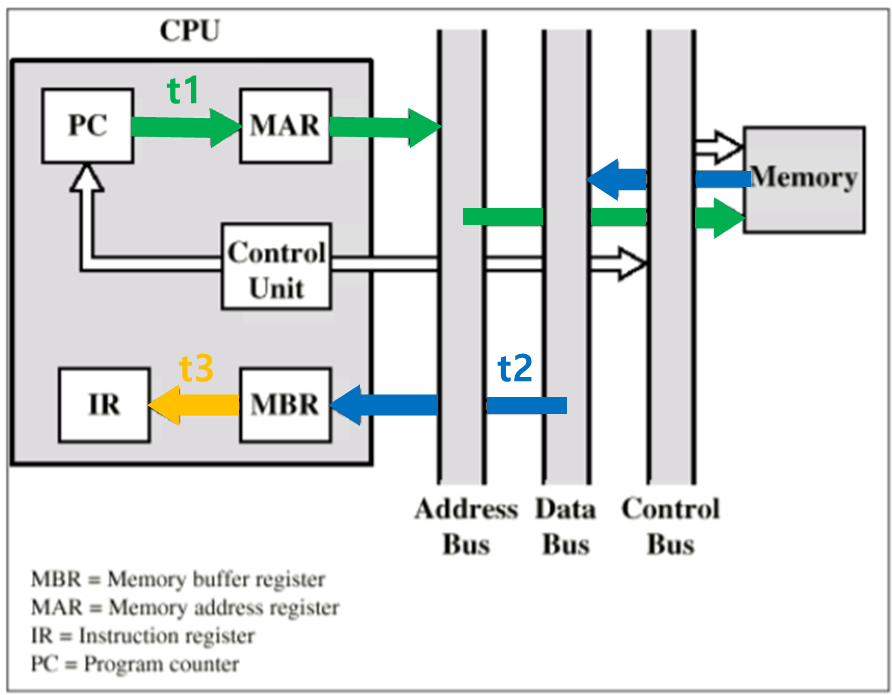 CPU
t1
PC
MAR
Memory
Control
Unit
t3
t2
IR
MBR
Address Data Control
Bus Bus Bus
MBR = Memory buffer register
MAR = Memory address register
IR = Instruction register
PC = Program counter